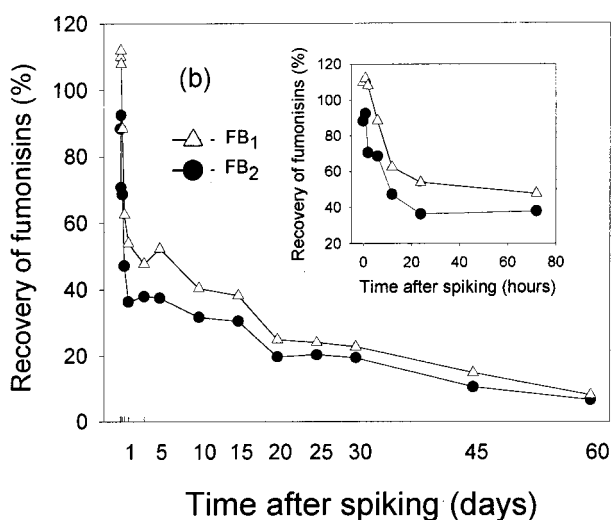 120
100
80
60
40
20
0
Recovery of fumonisins (%)
(b)
FB₁
FB₂
1 5 10 15 20 25 30 45 60
Time after spiking (days)
120
100
80
60
40
20
Recovery of fumonisins (%)
0 20 40 60 80
Time after spiking (hours)